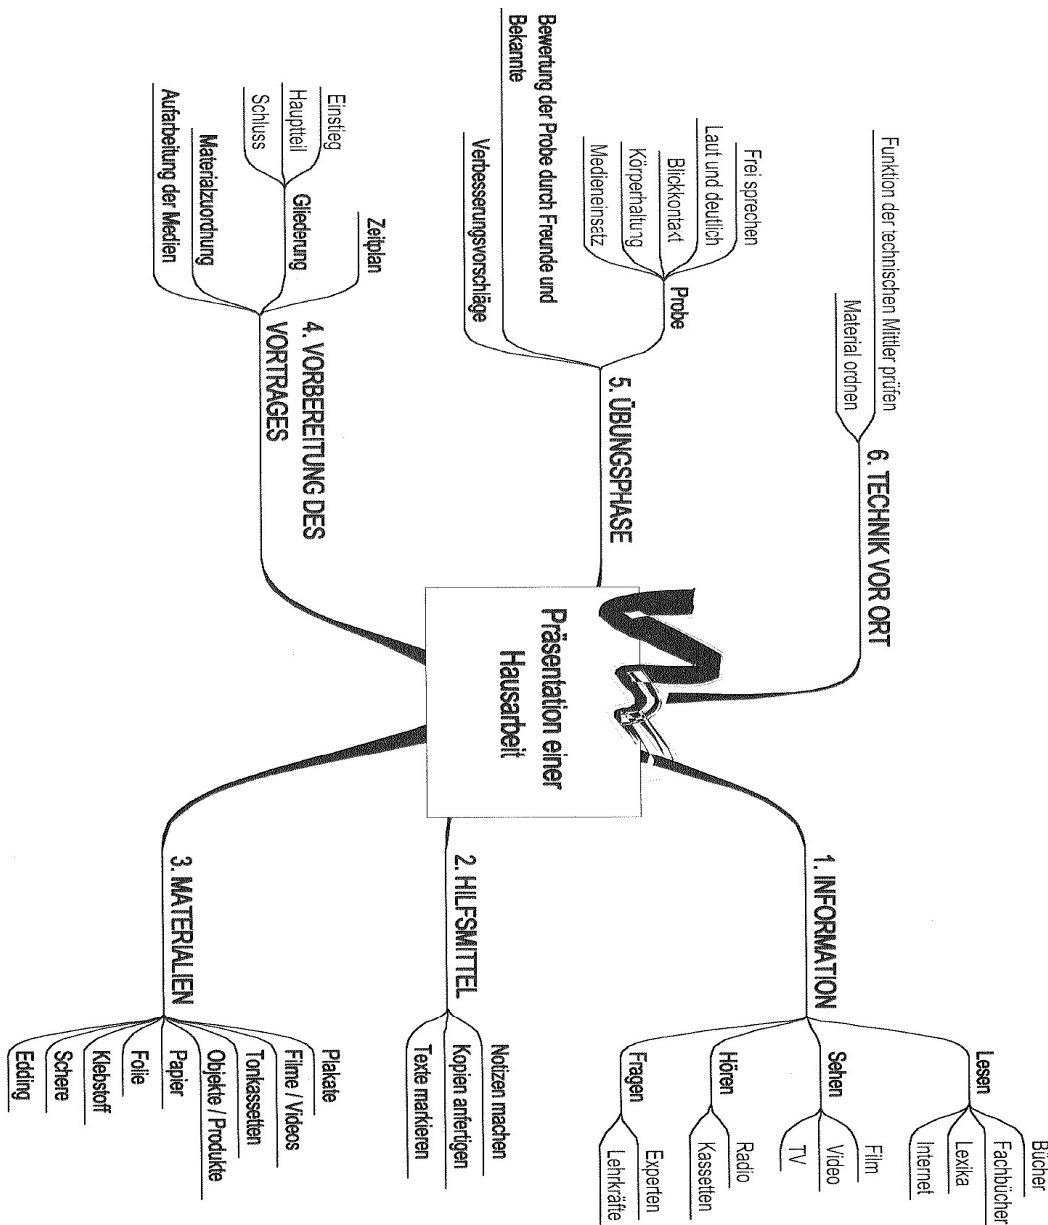 Präsentation einer
Hausarbeit
1. INFORMATION
Lesen
Bücher
Fachbücher
Lexika
Internet
Sehen
Film
Video
TV
Hören
Radio
Kassetten
Fragen
Experten
Lehrkräfte
2. HILFSMITTEL
Notizen machen
Kopien anfertigen
Texte markieren
3. MATERIALIEN
Plakate
Filme / Videos
Tonkassetten
Objekte / Produkte
Papier
Folie
Klebstoff
Schere
Edding
4. VORBEREITUNG DES
VORTRAGES
Zeitplan
Gliederung
Einstieg
Hauptteil
Schluss
Materialzuordnung
Aufarbeitung der Medien
5. ÜBUNGSPHASE
Probe
Frei sprechen
Laut und deutlich
Blickkontakt
Körperhaltung
Medieneinsatz
Bewertung der Probe durch Freunde und
Bekannte
Verbesserungsvorschläge
6. TECHNIK VOR ORT
Funktion der technischen Mittler prüfen
Material ordnen